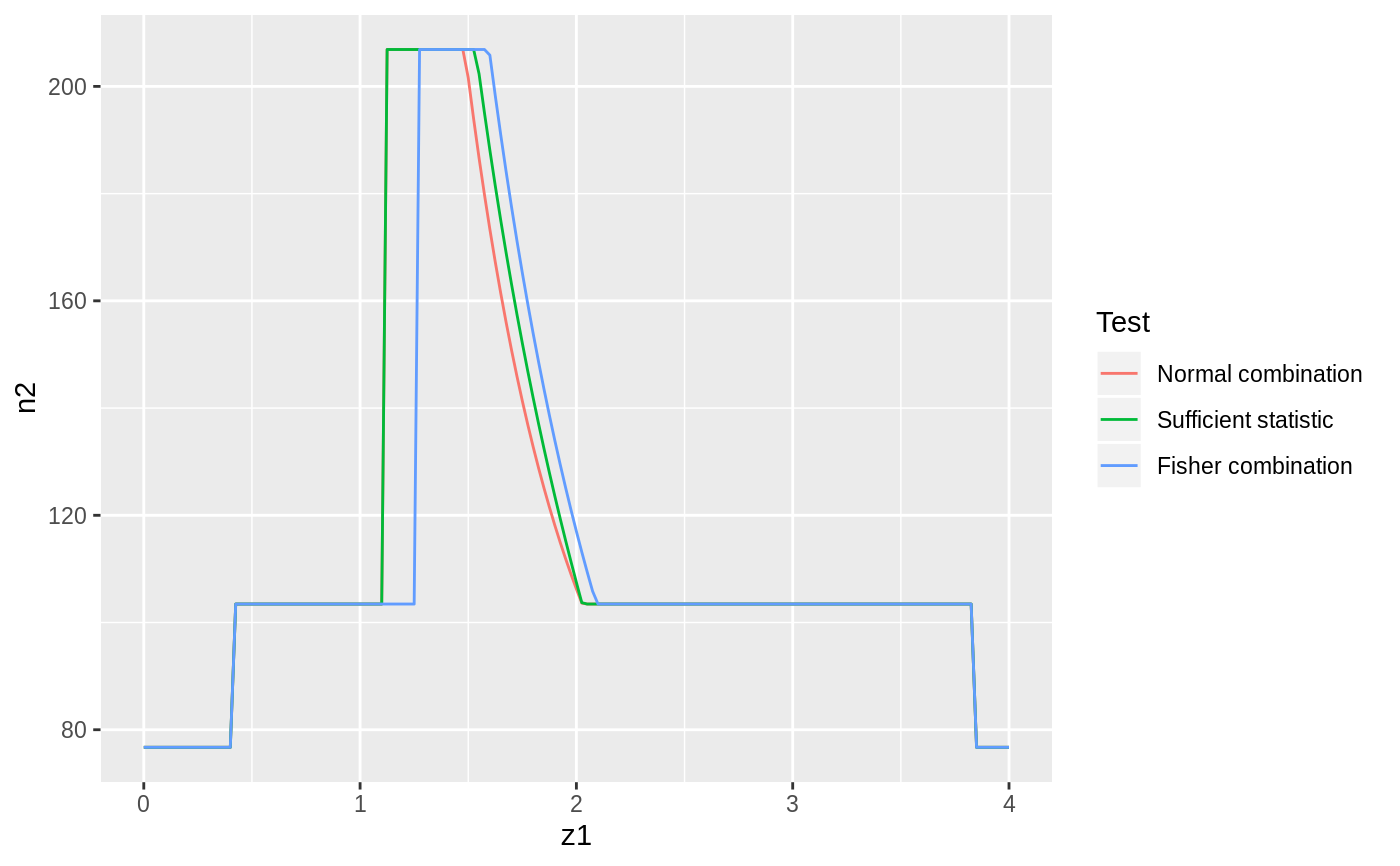 200
160
120
80
n2
0 1 2 3 4
z1
Test
Normal combination
Sufficient statistic
Fisher combination